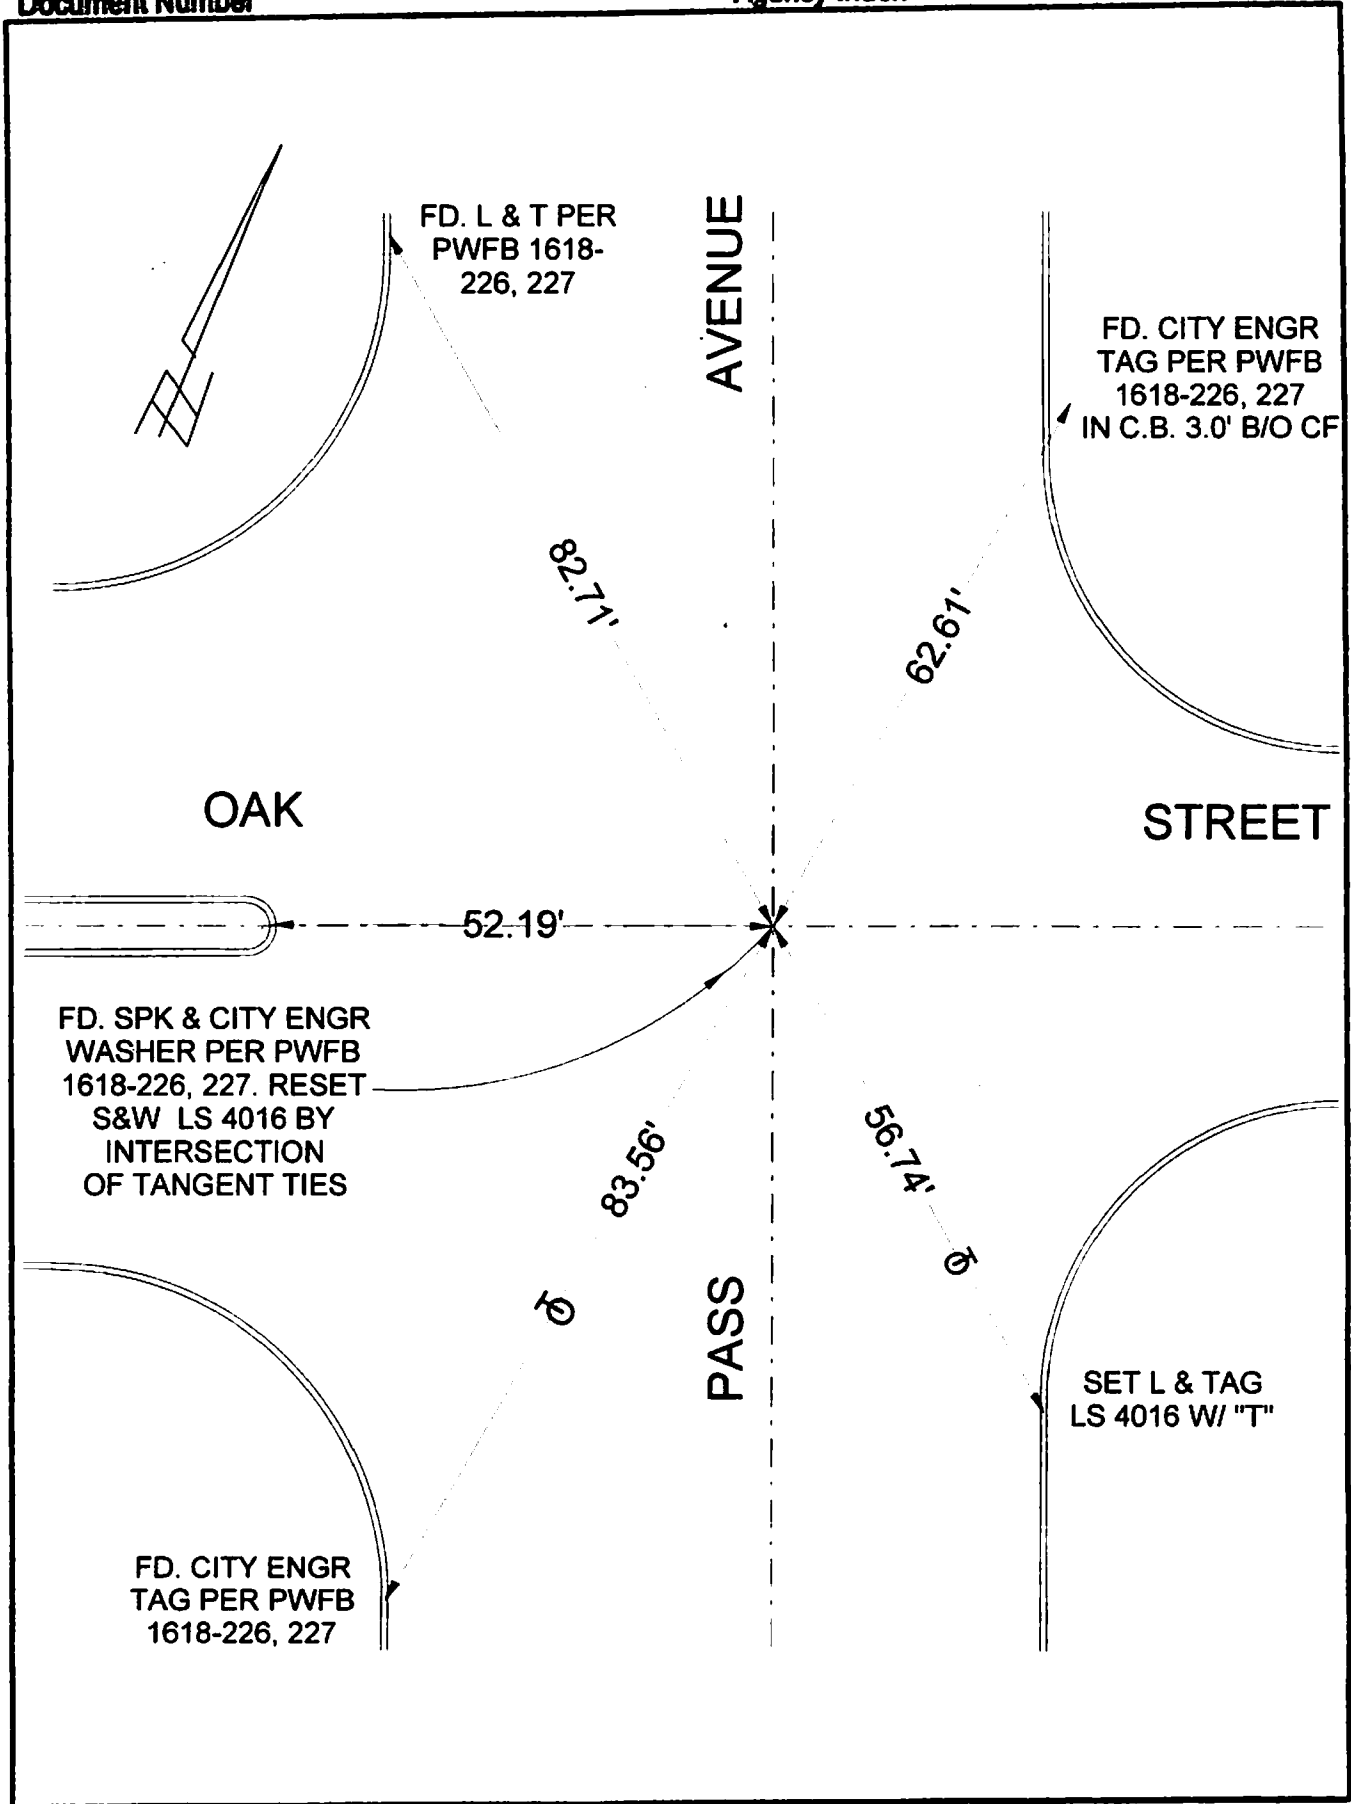 Document Number
Agency Index
FD. L & T PER
PWFB 1618-
226, 227
AVENUE
FD. CITY ENGR
TAG PER PWFB
1618-226, 227
IN C.B. 3.0' B/O CF
82.71'
62.61'
OAK
STREET
52.19'
FD. SPK & CITY ENGR
WASHER PER PWFB
1618-226, 227. RESET
S&W LS 4016 BY
INTERSECTION
OF TANGENT TIES
83.56'
56.74'
PASS
SET L & TAG
LS 4016 W/ "T"
FD. CITY ENGR
TAG PER PWFB
1618-226, 227